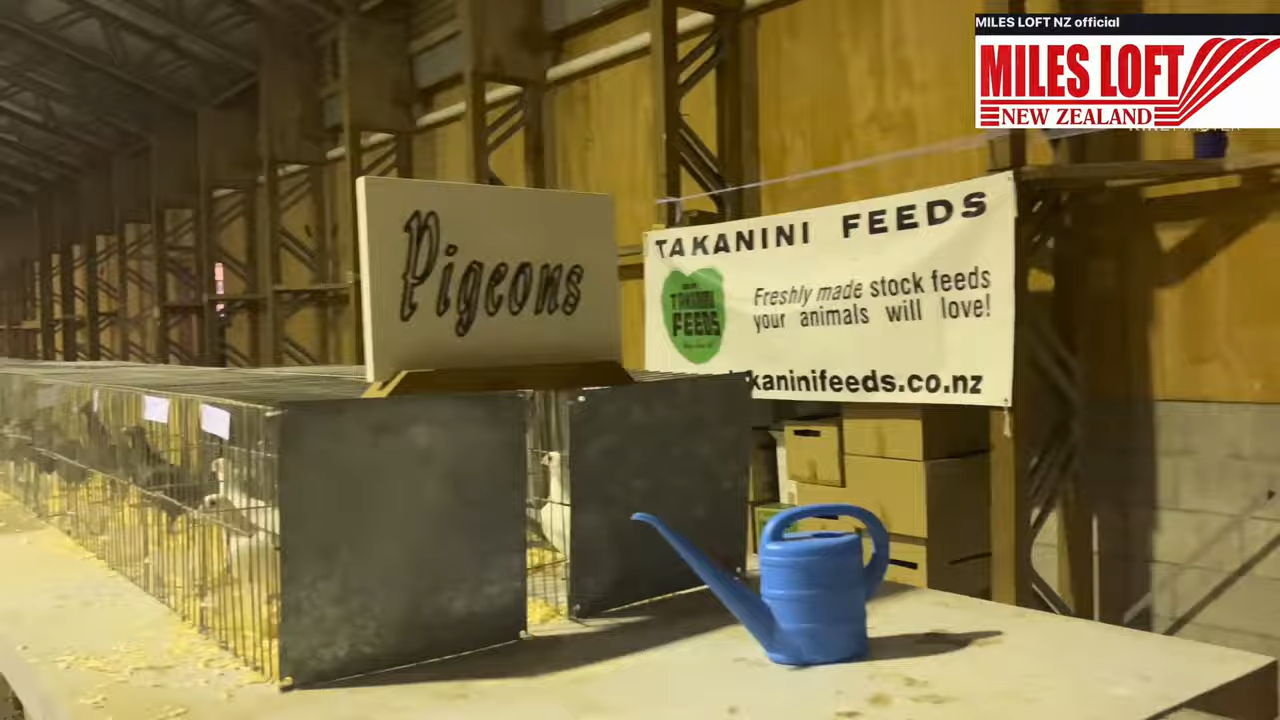 MILES LOFT NZ official
MILES LOFT
NEW ZEALAND
Pigeons
TAKANINI FEEDS
Freshly made stock feeds
your animals will love!
TAKANINI
FEEDS
kaninifeeds.co.nz